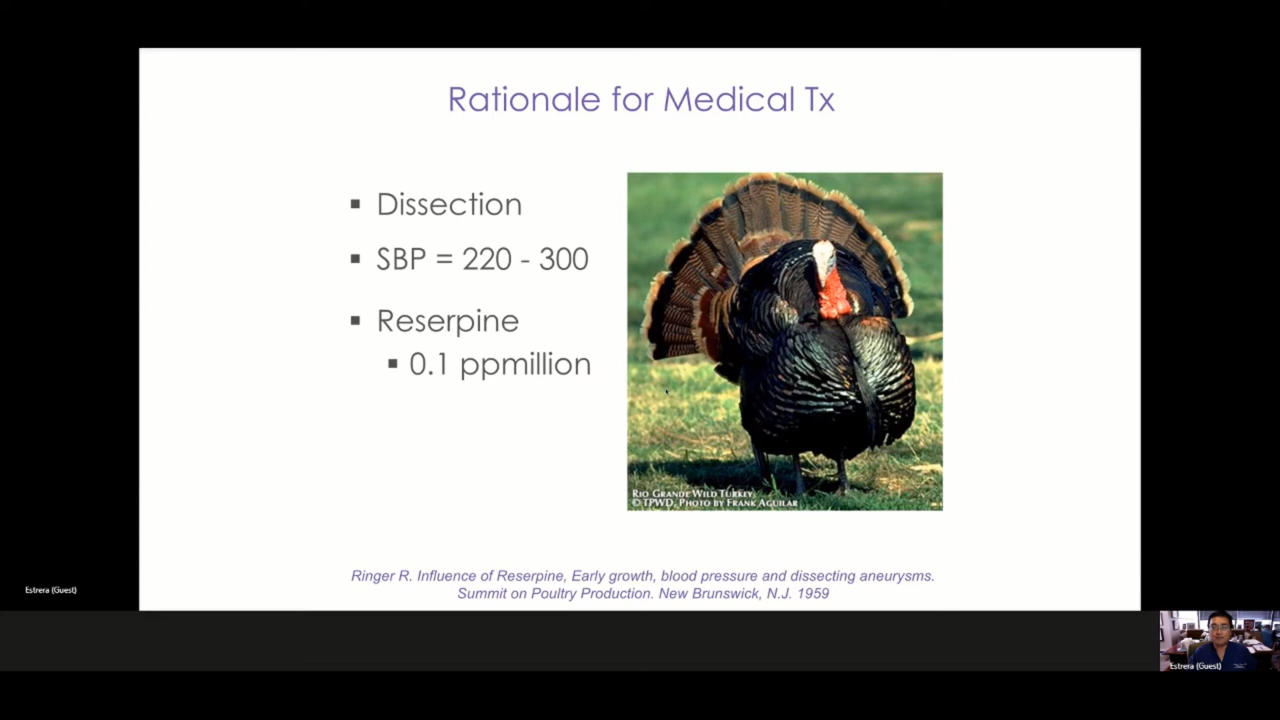 Rationale for Medical Tx
▪ Dissection
▪ SBP = 220 - 300
▪ Reserpine
▪ 0.1 ppmillion
RIO GRANDE WILD TURKEY
© TPWD, PHOTO BY FRANK AGUILAR
Ringer R. Influence of Reserpine, Early growth, blood pressure and dissecting aneurysms.
Summit on Poultry Production. New Brunswick, N.J. 1959
Estrera (Guest)
Estrera (Guest)